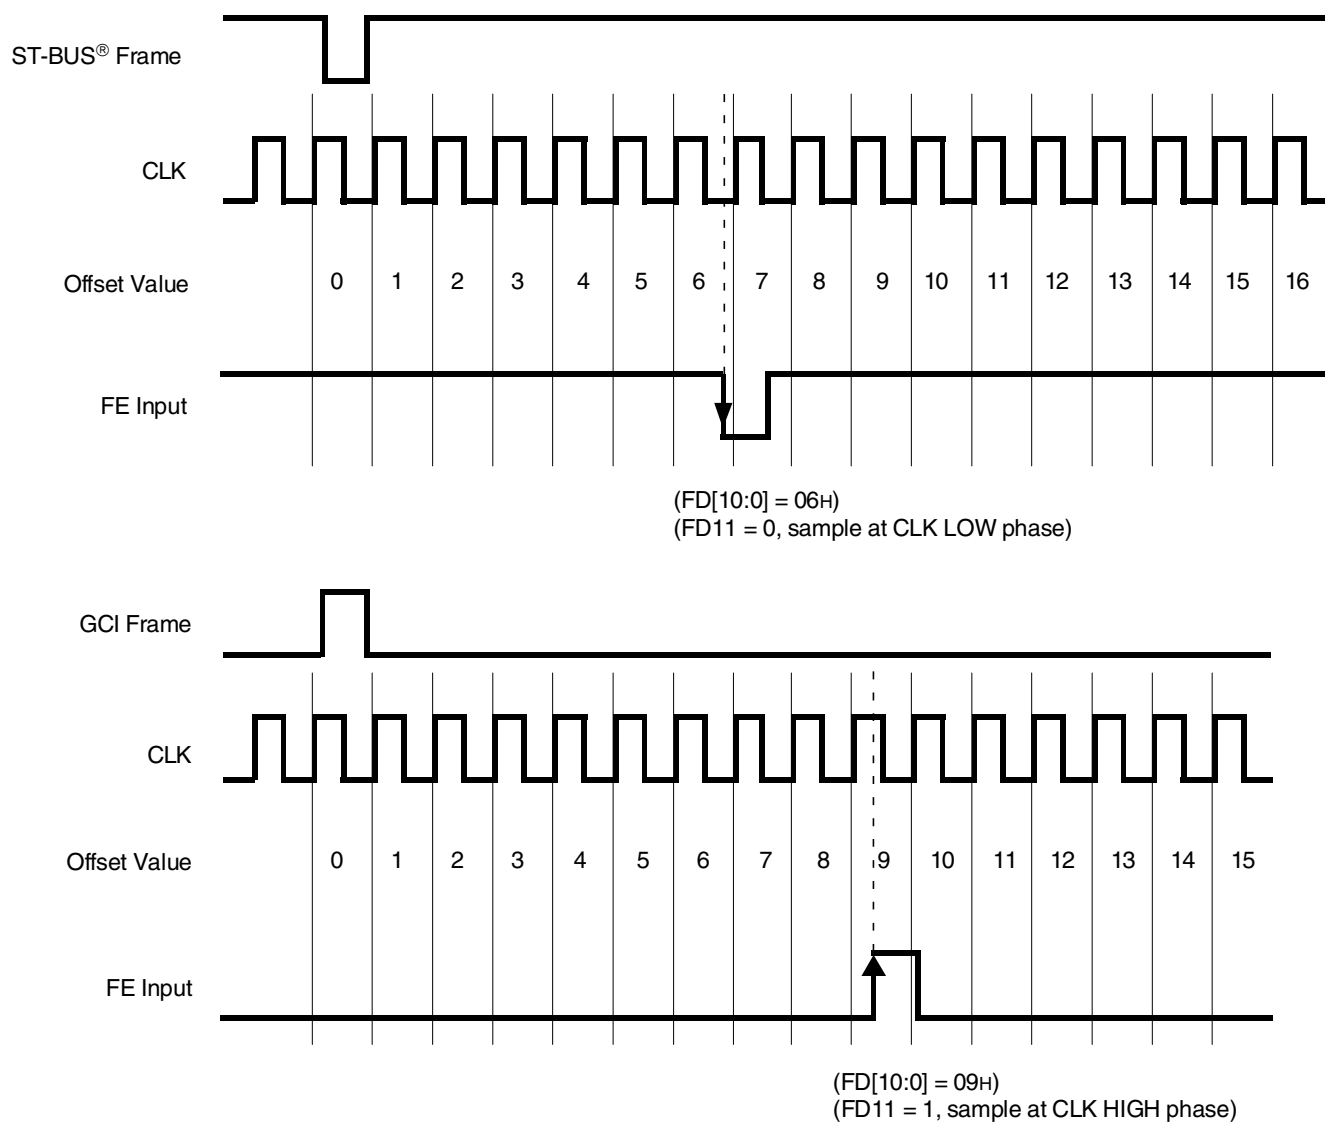 ST-BUS® Frame
CLK
Offset Value 0 1 2 3 4 5 6 7 8 9 10 11 12 13 14 15 16
FE Input
(FD[10:0] = 06H)
(FD11 = 0, sample at CLK LOW phase)
GCI Frame
CLK
Offset Value 0 1 2 3 4 5 6 7 8 9 10 11 12 13 14 15
FE Input
(FD[10:0] = 09H)
(FD11 = 1, sample at CLK HIGH phase)